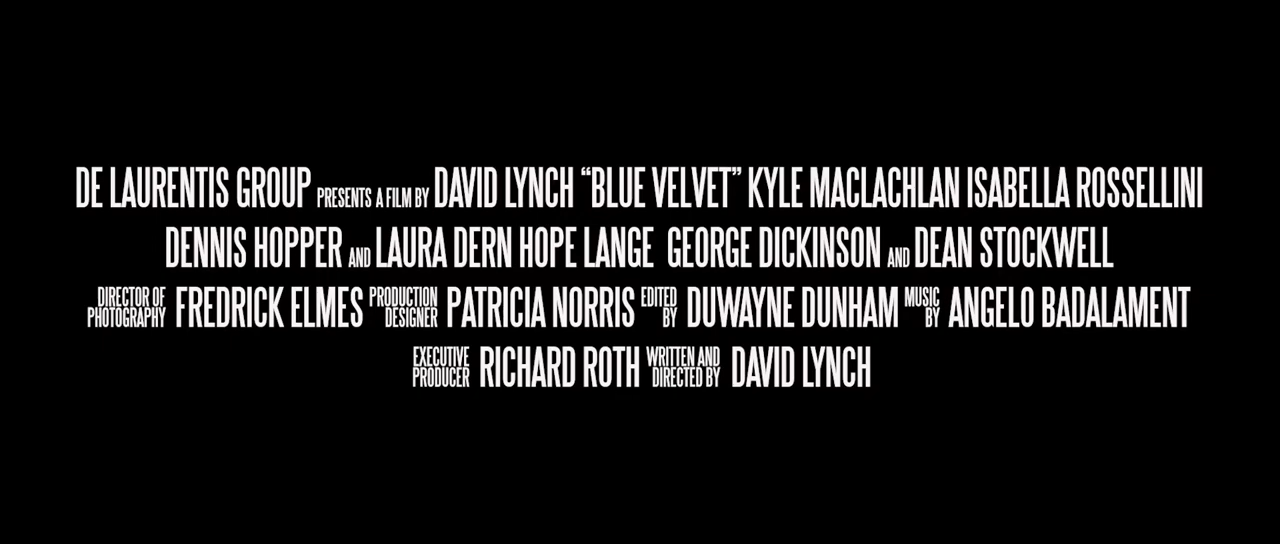 DE LAURENTIS GROUP PRESENTS A FILM BY DAVID LYNCH “BLUE VELVET” KYLE MACLACHLAN ISABELLA ROSSELLINI
DENNIS HOPPER AND LAURA DERN HOPE LANGE GEORGE DICKINSON AND DEAN STOCKWELL
DIRECTOR OF PHOTOGRAPHY FREDRICK ELMES PRODUCTION DESIGNER PATRICIA NORRIS EDITED BY DUWAYNE DUNHAM MUSIC BY ANGELO BADALAMENT
EXECUTIVE PRODUCER RICHARD ROTH WRITTEN AND DIRECTED BY DAVID LYNCH